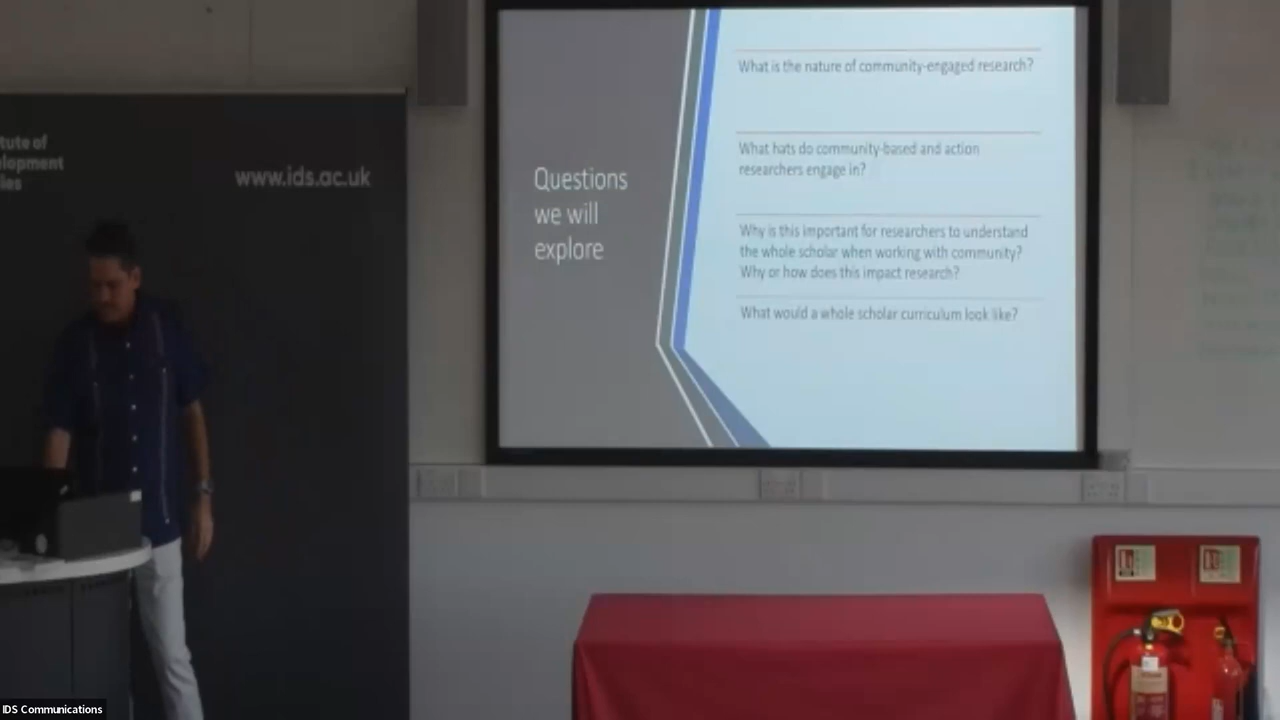 tute of
lopment
ies
www.ids.ac.uk
Questions
we will
explore
What is the nature of community-engaged research?
What hats do community-based and action
researchers engage in?
Why is this important for researchers to understand
the whole scholar when working with community?
Why or how does this impact research?
What would a whole scholar curriculum look like?
IDS Communications